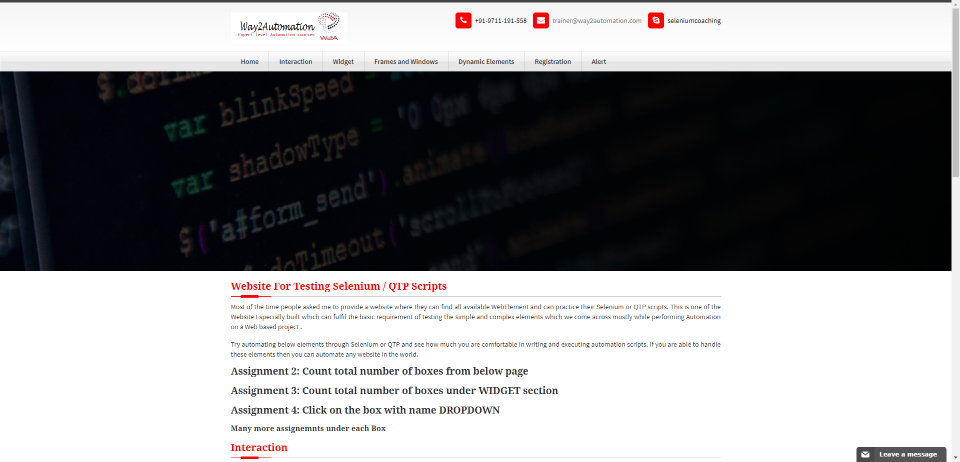 Way2Automation
Expert level Automation courses
W2A
+91-9711-191-558
trainer@way2automation.com
seleniumcoaching
Home
Interaction
Widget
Frames and Windows
Dynamic Elements
Registration
Alert
$.doTim
var blinkSpeed
var shadowType = '0 0px
$('a#form_send').animate(
$.doTimeout('scroll
Website For Testing Selenium / QTP Scripts
Most of the time people asked me to provide a website where they can find all available WebElement and can practice their Selenium or QTP scripts. This is one of the
Website I specially built which can fulfil the basic requirement of testing the simple and complex elements which we come across mostly while performing Automation
on a Web based project .
Try automating below elements through Selenium or QTP and see how much you are comfortable in writing and executing automation scripts. If you are able to handle
these elements then you can automate any website in the world.
Assignment 2: Count total number of boxes from below page
Assignment 3: Count total number of boxes under WIDGET section
Assignment 4: Click on the box with name DROPDOWN
Many more assignemnts under each Box
Interaction
Leave a message